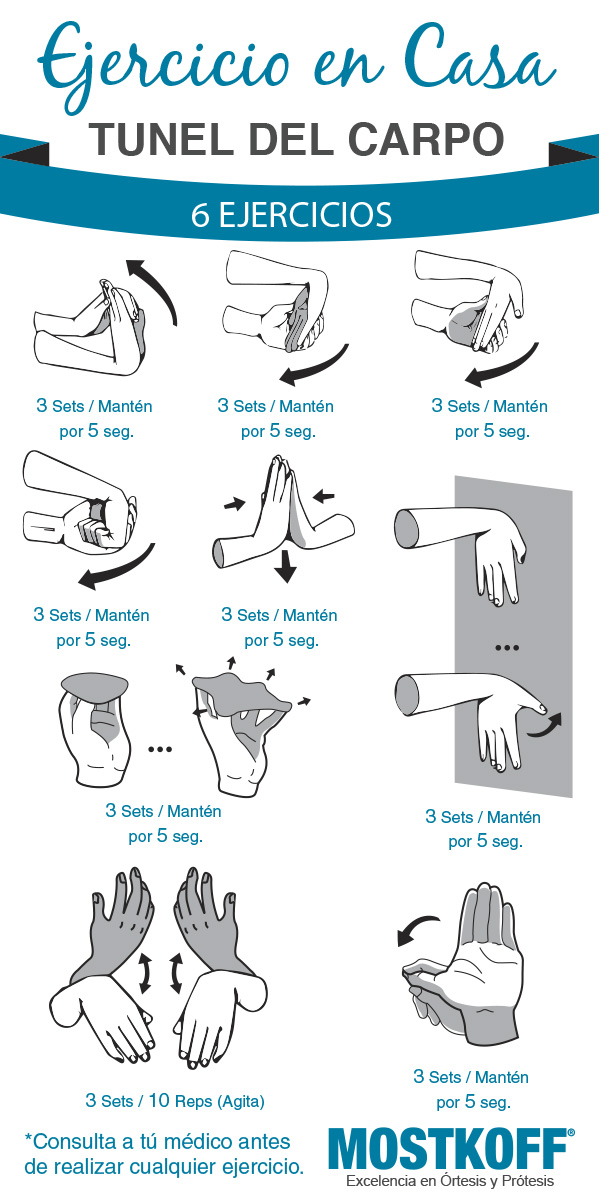 Ejercicio en Casa
TUNEL DEL CARPO
6 EJERCICIOS
3 Sets / Mantén
por 5 seg.
3 Sets / Mantén
por 5 seg.
3 Sets / Mantén
por 5 seg.
3 Sets / Mantén
por 5 seg.
3 Sets / Mantén
por 5 seg.
3 Sets / Mantén
por 5 seg.
3 Sets / Mantén
por 5 seg.
3 Sets / 10 Reps (Agita)
3 Sets / Mantén
por 5 seg.
*Consulta a tú médico antes
de realizar cualquier ejercicio.
MOSTKOFF®
Excelencia en Órtesis y Prótesis